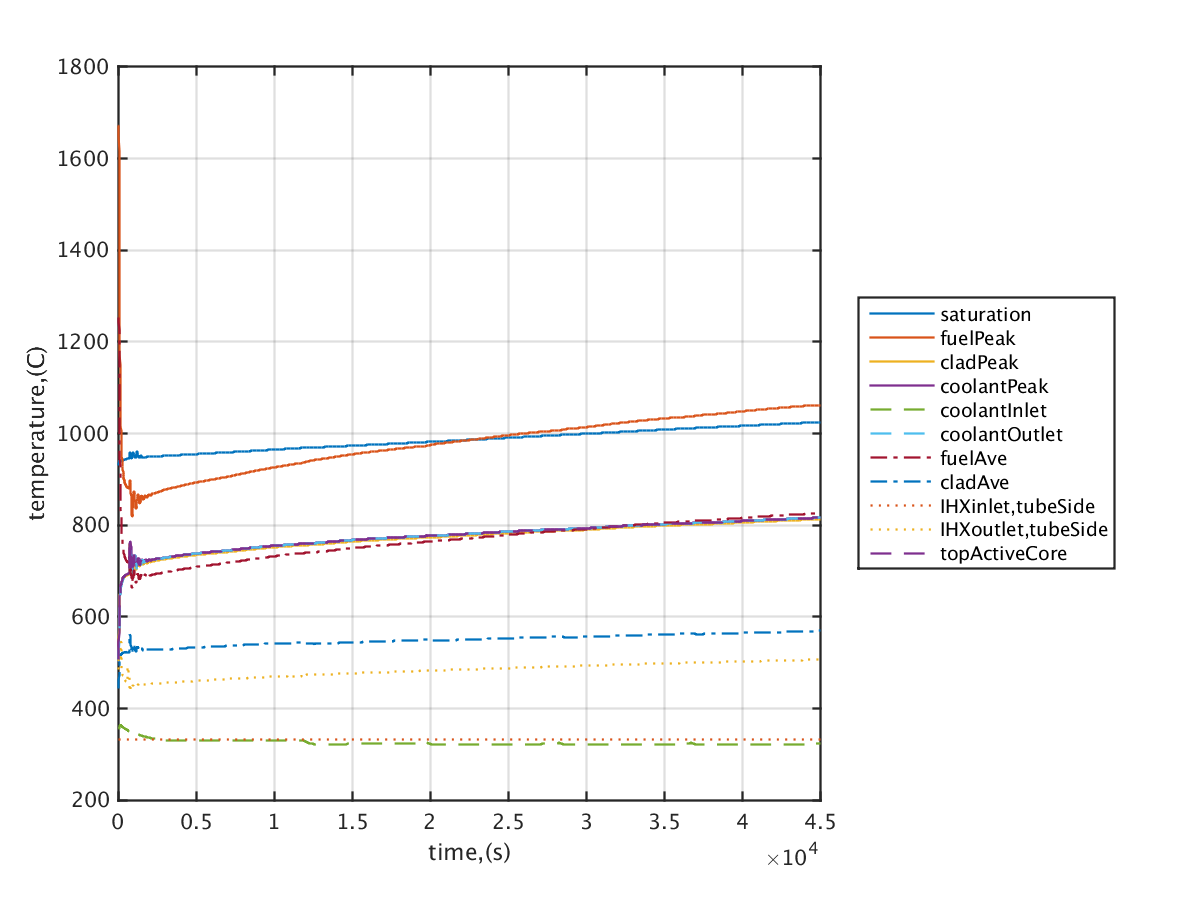 1800
1600
1400
1200
1000
800
600
400
200
temperature,(C)
0 0.5 1 1.5 2 2.5 3 3.5 4 4.5
time,(s)
×10⁴
saturation
fuelPeak
cladPeak
coolantPeak
coolantInlet
coolantOutlet
fuelAve
cladAve
IHXinlet,tubeSide
IHXoutlet,tubeSide
topActiveCore